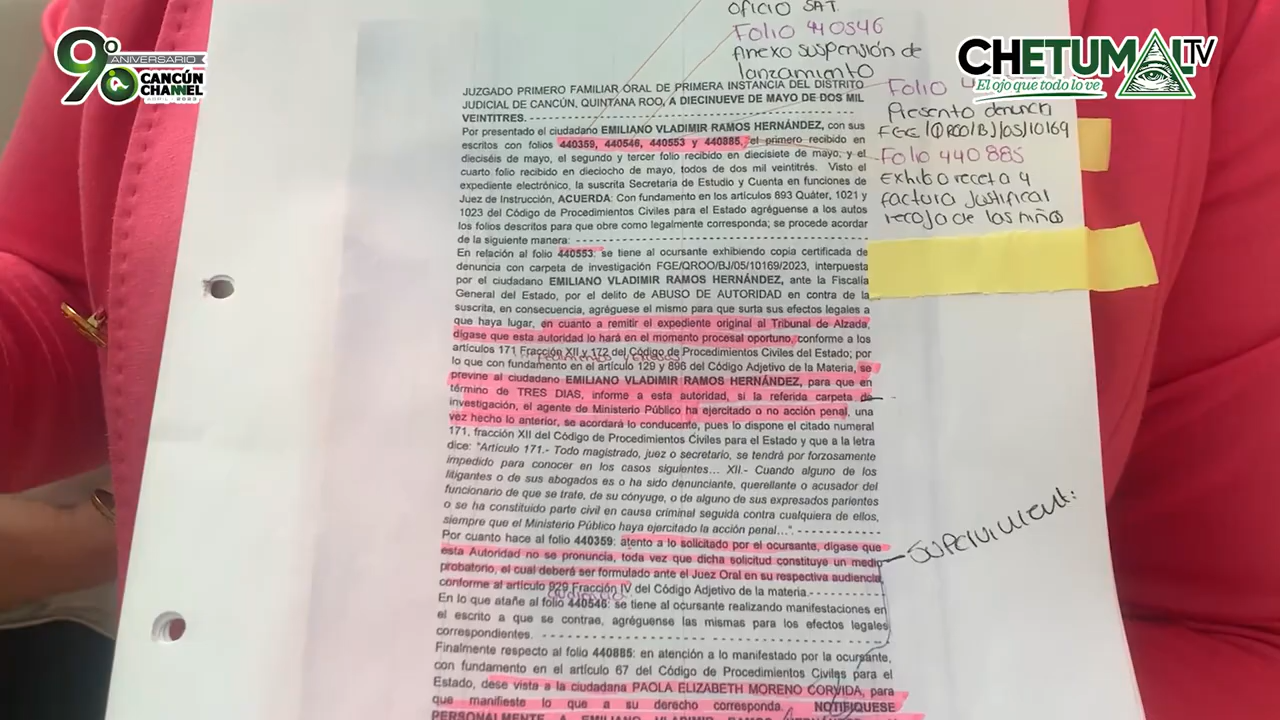 9º
ANIVERSARIO
CANCÚN
CHANNEL
ABRIL - 2023
CHETUMAL TV
El ojo que todo lo ve
oficio SAT.
Folio 440546
Anexo suspensión de
lanzamiento
Folio
Presento denuncia
FGE/QROO/BJ/05/10169
Folio 440885
Exhibo receta y
factura justifical
recoja de las niñas
JUZGADO PRIMERO FAMILIAR ORAL DE PRIMERA INSTANCIA DEL DISTRITO
JUDICIAL DE CANCÚN, QUINTANA ROO, A DIECINUEVE DE MAYO DE DOS MIL
VEINTITRES. - - - - - - - - - - - - - - - - - - - - - - - - - - - - - - - - - - - -
Por presentado el ciudadano EMILIANO VLADIMIR RAMOS HERNÁNDEZ, con sus
escritos con folios 440359, 440546, 440553 y 440885, el primero recibido en
dieciséis de mayo, el segundo y tercer folio recibido en diecisiete de mayo, y el
cuarto folio recibido en dieciocho de mayo, todos de dos mil veintitrés. Visto el
expediente electrónico, la suscrita Secretaria de Estudio y Cuenta en funciones de
Juez de Instrucción, ACUERDA: Con fundamento en los artículos 693 Quáter, 1021 y
1023 del Código de Procedimientos Civiles para el Estado agréguense a los autos
los folios descritos para que obre como legalmente corresponda; se procede acordar
de la siguiente manera: - - - - - - - - - - - - - - - - - - - - - - - - - - - - - -
En relación al folio 440553: se tiene al ocursante exhibiendo copia certificada de
denuncia con carpeta de investigación FGE/QROO/BJ/05/10169/2023, interpuesta
por el ciudadano EMILIANO VLADIMIR RAMOS HERNÁNDEZ, ante la Fiscalía
General del Estado, por el delito de ABUSO DE AUTORIDAD en contra de la
suscrita, en consecuencia, agréguese el mismo para que surta sus efectos legales a
que haya lugar, en cuanto a remitir el expediente original al Tribunal de Alzada,
dígase que esta autoridad lo hará en el momento procesal oportuno, conforme a los
artículos 171 Fracción XII y 172 del Código de Procedimientos Civiles del Estado; por
lo que con fundamento en el artículo 129 y 896 del Código Adjetivo de la Materia, se
previne al ciudadano EMILIANO VLADIMIR RAMOS HERNÁNDEZ, para que en
término de TRES DIAS, informe a esta autoridad, si la referida carpeta de
investigación, el agente de Ministerio Público ha ejercitado o no acción penal, una
vez hecho lo anterior, se acordará lo conducente, pues lo dispone el citado numeral
171, fracción XII del Código de Procedimientos Civiles para el Estado y que a la letra
dice: "Artículo 171.- Todo magistrado, juez o secretario, se tendrá por forzosamente
impedido para conocer en los casos siguientes... XII.- Cuando alguno de los
litigantes o de sus abogados es o ha sido denunciante, querellante o acusador del
funcionario de que se trate, de su cónyuge, o de alguno de sus expresados parientes
o se ha constituido parte civil en causa criminal seguida contra cualquiera de ellos,
siempre que el Ministerio Público haya ejercitado la acción penal...". - - - - - - - - - -
Por cuanto hace al folio 440359: atento a lo solicitado por el ocursante, dígase que
esta Autoridad no se pronuncia, toda vez que dicha solicitud constituye un medio
probatorio, el cual deberá ser formulado ante el Juez Oral en su respectiva audiencia
conforme al artículo 929 Fracción IV del Código Adjetivo de la materia.- - - - - - - - -
audiencia.
En lo que atañe al folio 440546: se tiene al ocursante realizando manifestaciones en
el escrito a que se contrae, agréguense las mismas para los efectos legales
correspondientes. - - - - - - - - - - - - - - - - - - - - - - - - - - - - - - - - - -
Finalmente respecto al folio 440885: en atención a lo manifestado por la ocursante,
con fundamento en el artículo 67 del Código de Procedimientos Civiles para el
Estado, dese vista a la ciudadana PAOLA ELIZABETH MORENO CORVIDA, para
que manifieste lo que a su derecho corresponda. NOTIFIQUESE
PERSONALMENTE A EMILIANO VLADIMIR RAMOS